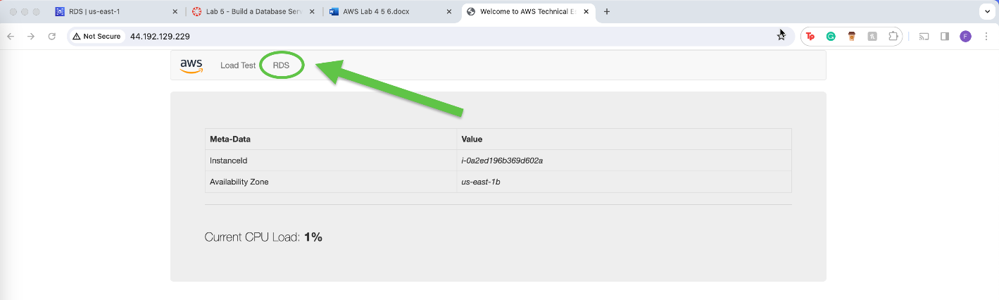 RDS | us-east-1
Lab 5 - Build a Database Serv
AWS Lab 4 5 6.docx
Welcome to AWS Technical Es
Not Secure
44.192.129.229
F
aws
Load Test
RDS
Meta-Data Value
InstanceId i-0a2ed196b369d602a
Availability Zone us-east-1b
Current CPU Load: 1%